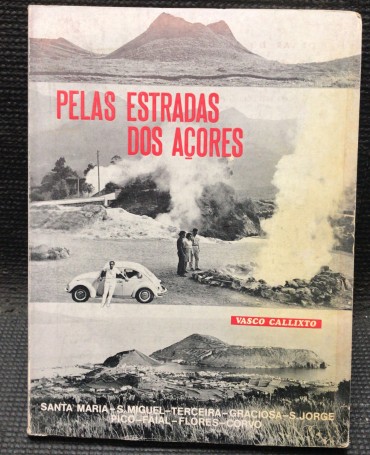 PELAS ESTRADAS
DOS AÇORES
VASCO CALLIXTO
SANTA MARIA-S.MIGUEL-TERCEIRA-GRACIOSA-S.JORGE
PICO-FAIAL-FLORES-CORVO